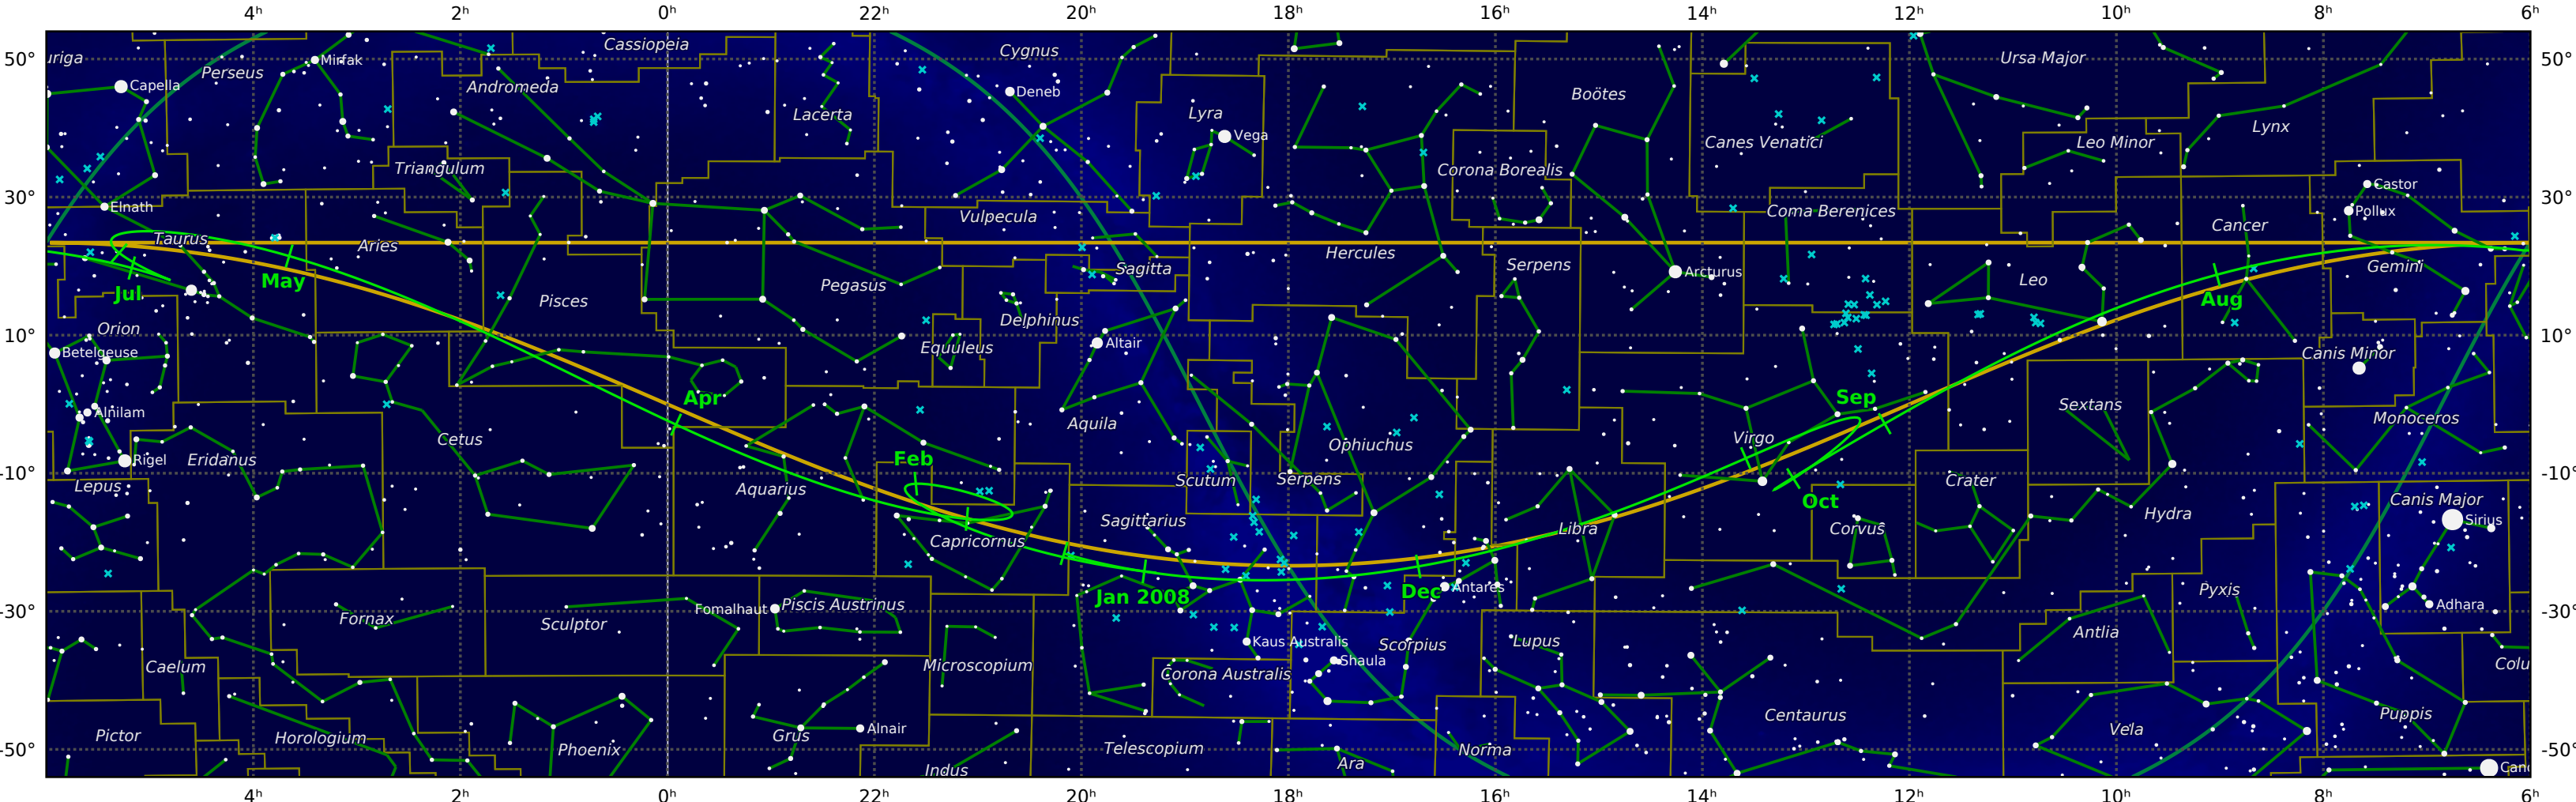 4ʰ 2ʰ 0ʰ 22ʰ 20ʰ 18ʰ 16ʰ 14ʰ 12ʰ 10ʰ 8ʰ 6ʰ
Cassiopeia
Cygnus
50° uriga Mirfak Ursa Major 50°
Perseus
Capella Andromeda Deneb Boötes
Lacerta Lyra
Vega Canes Venatici Leo Minor Lynx
Triangulum Corona Borealis
Castor
30° 30°
Elnath Vulpecula Coma Berenices Pollux
Taurus Aries Hercules Cancer
Sagitta Serpens Arcturus Gemini
May Pegasus Leo
Jul Pisces Aug
Delphinus
Orion
10° 10°
Betelgeuse Equuleus Altair Canis Minor
Apr Sep
Alnilam Aquila Sextans Monoceros
Cetus Ophiuchus Virgo
Rigel Eridanus Feb
-10° -10°
Lepus Aquarius Scutum Serpens Crater
Oct Canis Major
Sagittarius Libra Corvus Hydra Sirius
Capricornus
Jan 2008 Dec Antares Pyxis
Fomalhaut Piscis Austrinus Adhara
-30° -30°
Fornax Sculptor Antlia
Kaus Australis Scorpius Lupus
Caelum Microscopium Shaula Colu
Corona Australis
Centaurus Puppis
Pictor Horologium Grus Alnair Vela
-50° Phoenix Telescopium Norma -50°
Indus Ara Cano
4ʰ 2ʰ 0ʰ 22ʰ 20ʰ 18ʰ 16ʰ 14ʰ 12ʰ 10ʰ 8ʰ 6ʰ